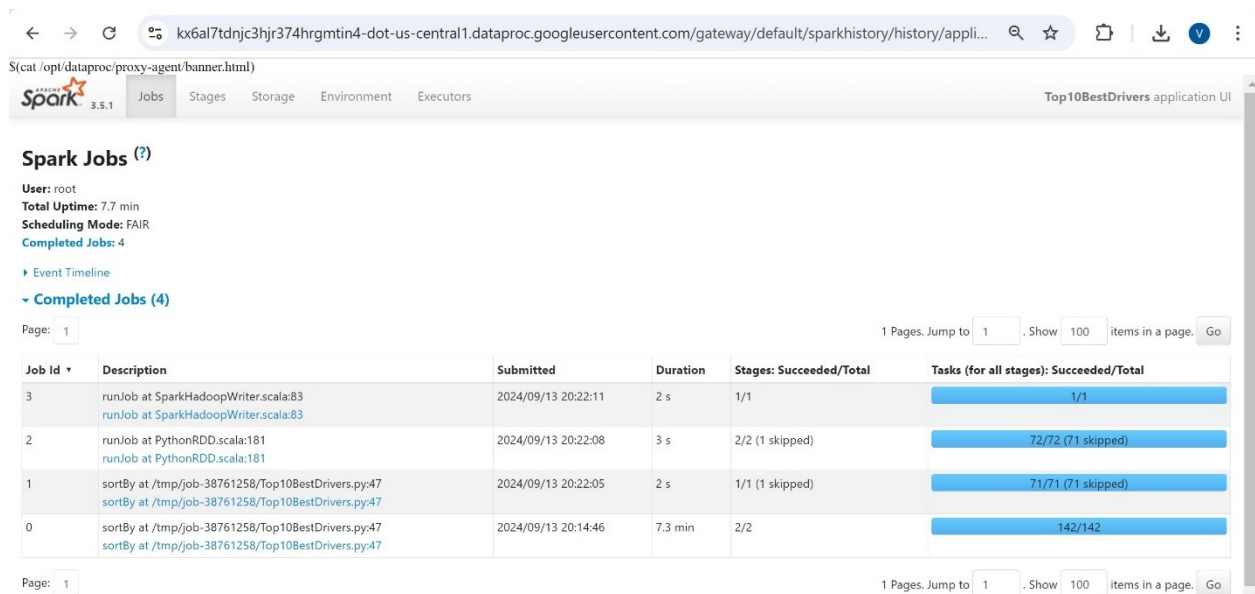 kx6al7tdnjc3hjr374hrgmtin4-dot-us-central1.dataproc.googleusercontent.com/gateway/default/sparkhistory/history/appli...
V
$(cat /opt/dataproc/proxy-agent/banner.html)
APACHE Spark 3.5.1 Jobs Stages Storage Environment Executors Top10BestDrivers application UI
Spark Jobs (?)
User: root
Total Uptime: 7.7 min
Scheduling Mode: FAIR
Completed Jobs: 4
Event Timeline
Completed Jobs (4)
Page: 1 1 Pages. Jump to 1 . Show 100 items in a page. Go
Job Id ▾ Description Submitted Duration Stages: Succeeded/Total Tasks (for all stages): Succeeded/Total
3 runJob at SparkHadoopWriter.scala:83 2024/09/13 20:22:11 2 s 1/1 1/1
runJob at SparkHadoopWriter.scala:83
2 runJob at PythonRDD.scala:181 2024/09/13 20:22:08 3 s 2/2 (1 skipped) 72/72 (71 skipped)
runJob at PythonRDD.scala:181
1 sortBy at /tmp/job-38761258/Top10BestDrivers.py:47 2024/09/13 20:22:05 2 s 1/1 (1 skipped) 71/71 (71 skipped)
sortBy at /tmp/job-38761258/Top10BestDrivers.py:47
0 sortBy at /tmp/job-38761258/Top10BestDrivers.py:47 2024/09/13 20:14:46 7.3 min 2/2 142/142
sortBy at /tmp/job-38761258/Top10BestDrivers.py:47
Page: 1 1 Pages. Jump to 1 . Show 100 items in a page. Go